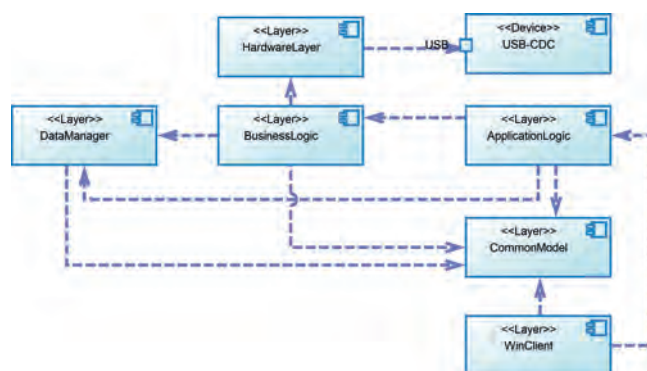 <<Layer>>
HardwareLayer
USB
<<Device>>
USB-CDC
<<Layer>>
DataManager
<<Layer>>
BusinessLogic
<<Layer>>
ApplicationLogic
<<Layer>>
CommonModel
<<Layer>>
WinClient